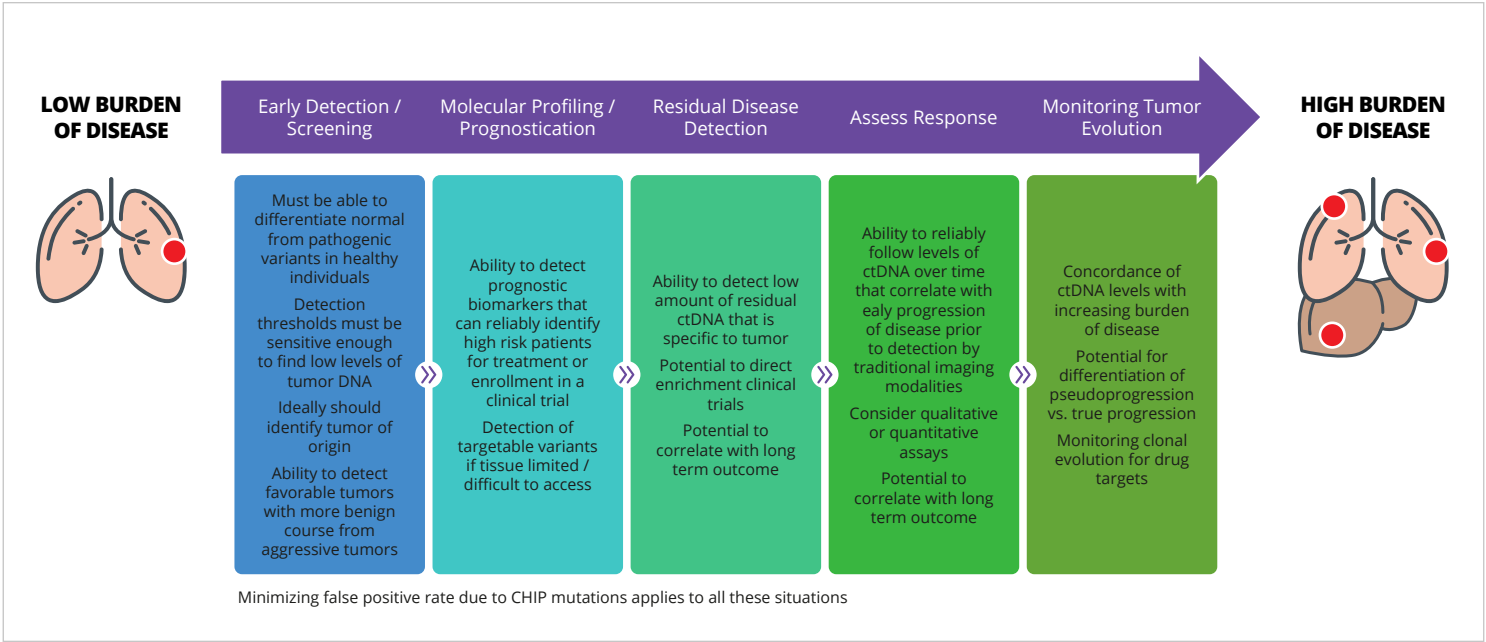 LOW BURDEN
OF DISEASE
Early Detection /
Screening
Molecular Profiling /
Prognostication
Residual Disease
Detection
Assess Response
Monitoring Tumor
Evolution
HIGH BURDEN
OF DISEASE
Must be able to
differentiate normal
from pathogenic
variants in healthy
individuals
Detection
thresholds must be
sensitive enough
to find low levels of
tumor DNA
Ideally should
identify tumor of
origin
Ability to detect
favorable tumors
with more benign
course from
aggressive tumors
Ability to detect
prognostic
biomarkers that
can reliably identify
high risk patients
for treatment or
enrollment in a
clinical trial
Detection of
targetable variants
if tissue limited /
difficult to access
Ability to detect low
amount of residual
ctDNA that is
specific to tumor
Potential to direct
enrichment clinical
trials
Potential to
correlate with long
term outcome
Ability to reliably
follow levels of
ctDNA over time
that correlate with
ealy progression
of disease prior
to detection by
traditional imaging
modalities
Consider qualitative
or quantitative
assays
Potential to
correlate with long
term outcome
Concordance of
ctDNA levels with
increasing burden
of disease
Potential for
differentiation of
pseudoprogression
vs. true progression
Monitoring clonal
evolution for drug
targets
Minimizing false positive rate due to CHIP mutations applies to all these situations